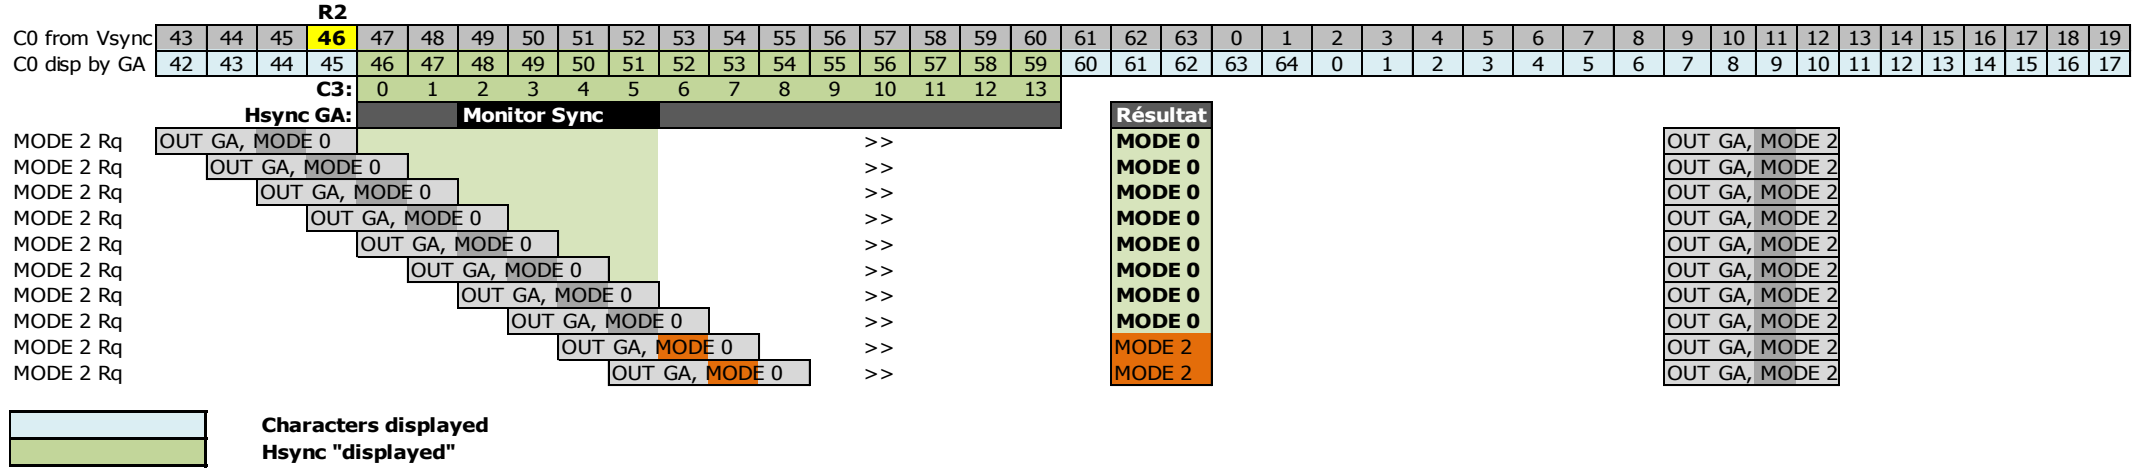 R2
C0 from Vsync 43 44 45 46 47 48 49 50 51 52 53 54 55 56 57 58 59 60 61 62 63 0 1 2 3 4 5 6 7 8 9 10 11 12 13 14 15 16 17 18 19
C0 disp by GA 42 43 44 45 46 47 48 49 50 51 52 53 54 55 56 57 58 59 60 61 62 63 64 0 1 2 3 4 5 6 7 8 9 10 11 12 13 14 15 16 17
C3: 0 1 2 3 4 5 6 7 8 9 10 11 12 13
Hsync GA: Monitor Sync Résultat
MODE 2 Rq OUT GA, MODE 0 >> MODE 0 OUT GA, MODE 2
MODE 2 Rq OUT GA, MODE 0 >> MODE 0 OUT GA, MODE 2
MODE 2 Rq OUT GA, MODE 0 >> MODE 0 OUT GA, MODE 2
MODE 2 Rq OUT GA, MODE 0 >> MODE 0 OUT GA, MODE 2
MODE 2 Rq OUT GA, MODE 0 >> MODE 0 OUT GA, MODE 2
MODE 2 Rq OUT GA, MODE 0 >> MODE 0 OUT GA, MODE 2
MODE 2 Rq OUT GA, MODE 0 >> MODE 0 OUT GA, MODE 2
MODE 2 Rq OUT GA, MODE 0 >> MODE 0 OUT GA, MODE 2
MODE 2 Rq OUT GA, MODE 0 >> MODE 2 OUT GA, MODE 2
MODE 2 Rq OUT GA, MODE 0 >> MODE 2 OUT GA, MODE 2
Characters displayed
Hsync "displayed"